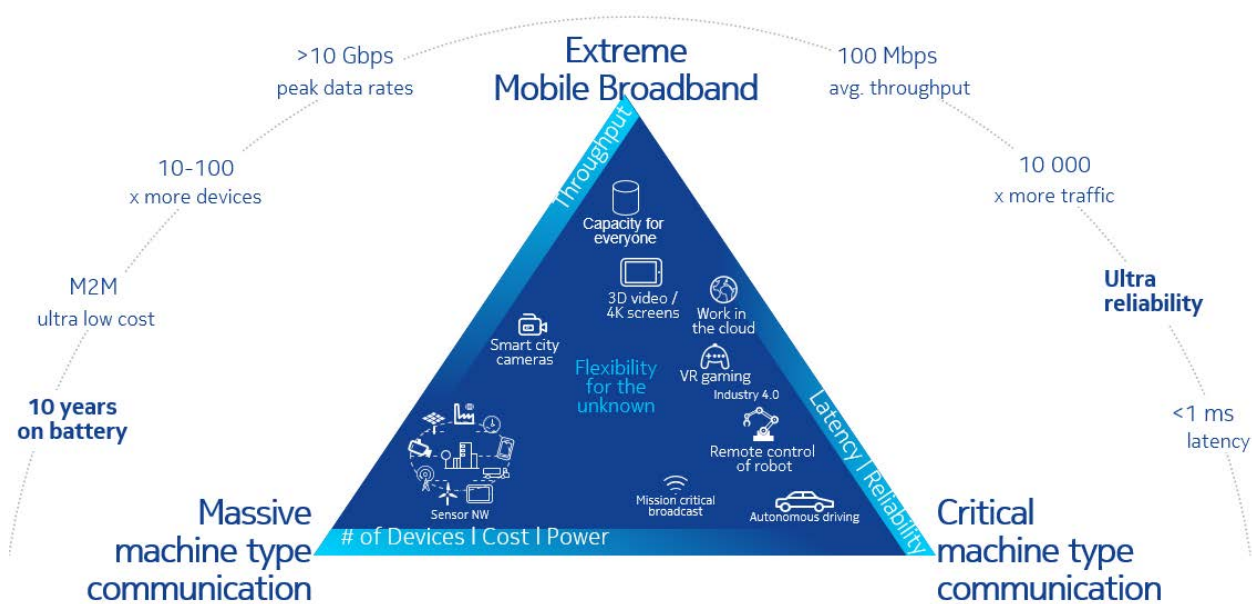 Extreme
Mobile Broadband
>10 Gbps
peak data rates
100 Mbps
avg. throughput
10-100
x more devices
10 000
x more traffic
M2M
ultra low cost
Ultra
reliability
10 years
on battery
<1 ms
latency
Throughput
Capacity for
everyone
3D video /
4K screens
Work in
the cloud
Smart city
cameras
Flexibility
for the
unknown
VR gaming
Industry 4.0
Remote control
of robot
Latency | Reliability
Sensor NW
Mission critical
broadcast
Autonomous driving
# of Devices | Cost | Power
Massive
machine type
communication
Critical
machine type
communication